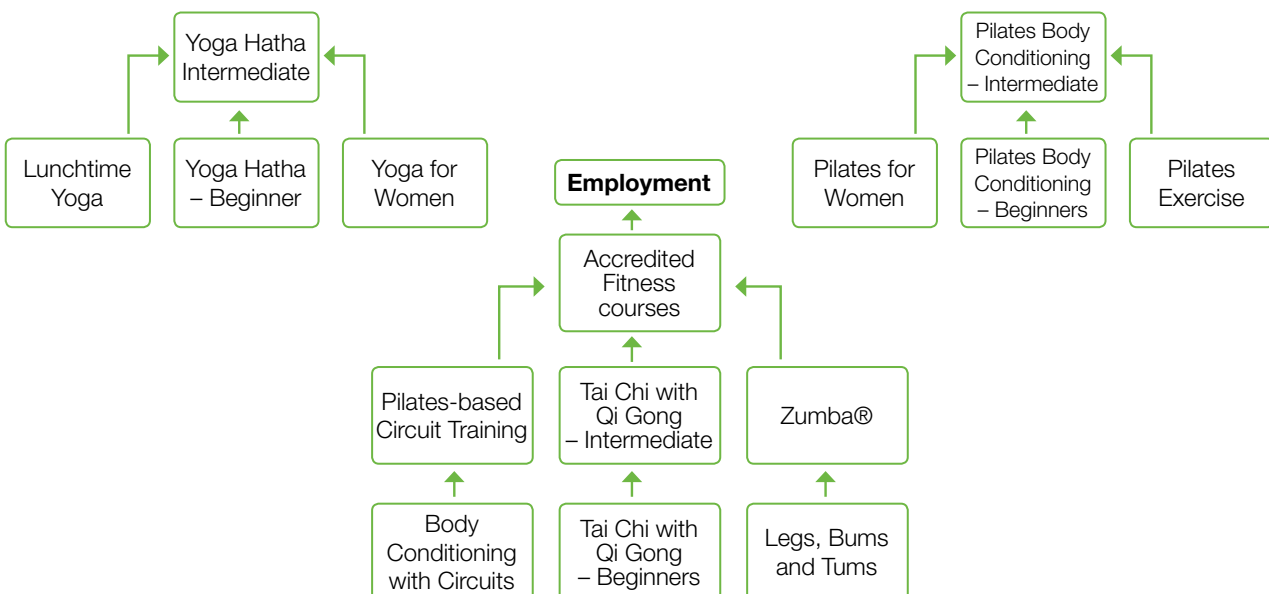 Yoga Hatha
Intermediate
Pilates Body
Conditioning
– Intermediate
Lunchtime
Yoga
Yoga Hatha
– Beginner
Yoga for
Women
Employment
Pilates for
Women
Pilates Body
Conditioning
– Beginners
Pilates
Exercise
Accredited
Fitness
courses
Pilates-based
Circuit Training
Tai Chi with
Qi Gong
– Intermediate
Zumba®
Body
Conditioning
with Circuits
Tai Chi with
Qi Gong
– Beginners
Legs, Bums
and Tums